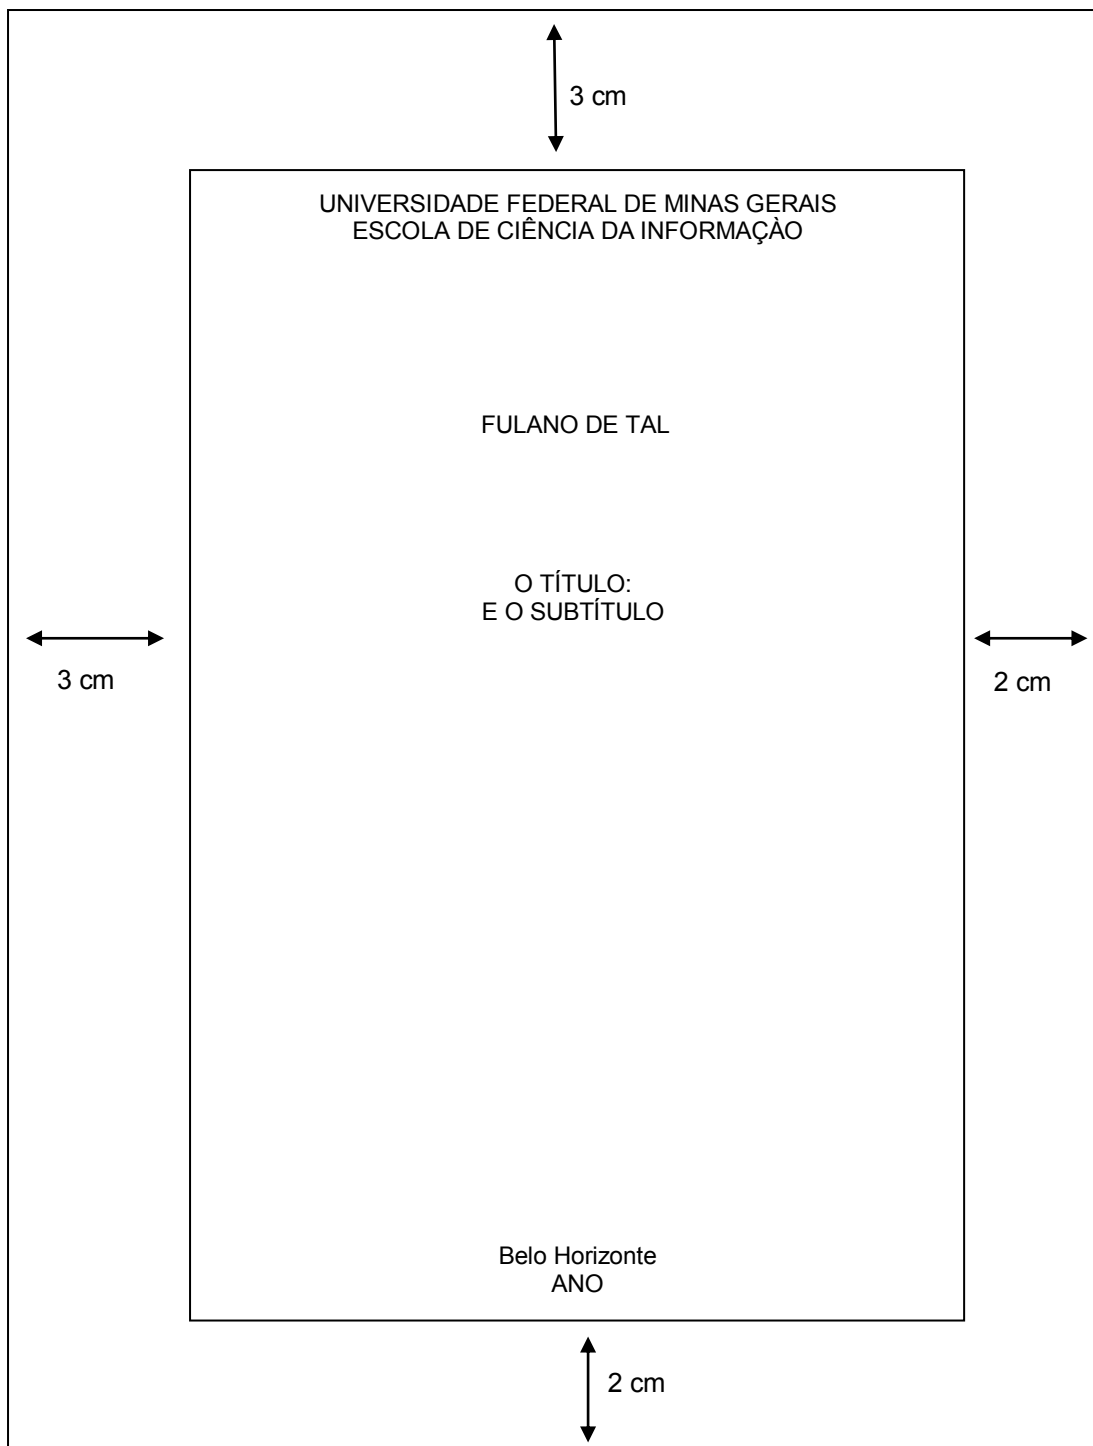 3 cm
UNIVERSIDADE FEDERAL DE MINAS GERAIS
ESCOLA DE CIÊNCIA DA INFORMAÇÀO
FULANO DE TAL
O TÍTULO:
E O SUBTÍTULO
3 cm
2 cm
Belo Horizonte
ANO
2 cm